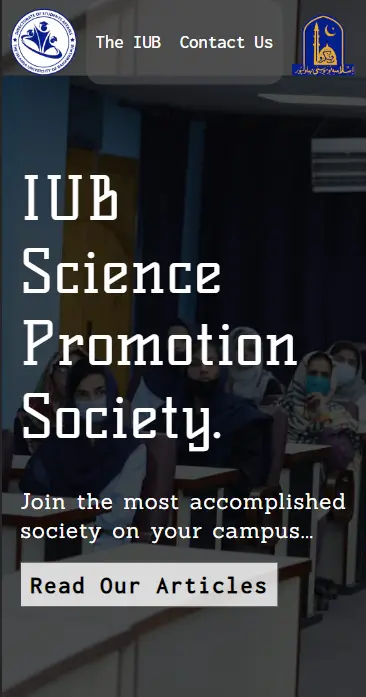 The IUB Contact Us
IUB
Science
Promotion
Society.
Join the most accomplished
society on your campus...
Read Our Articles